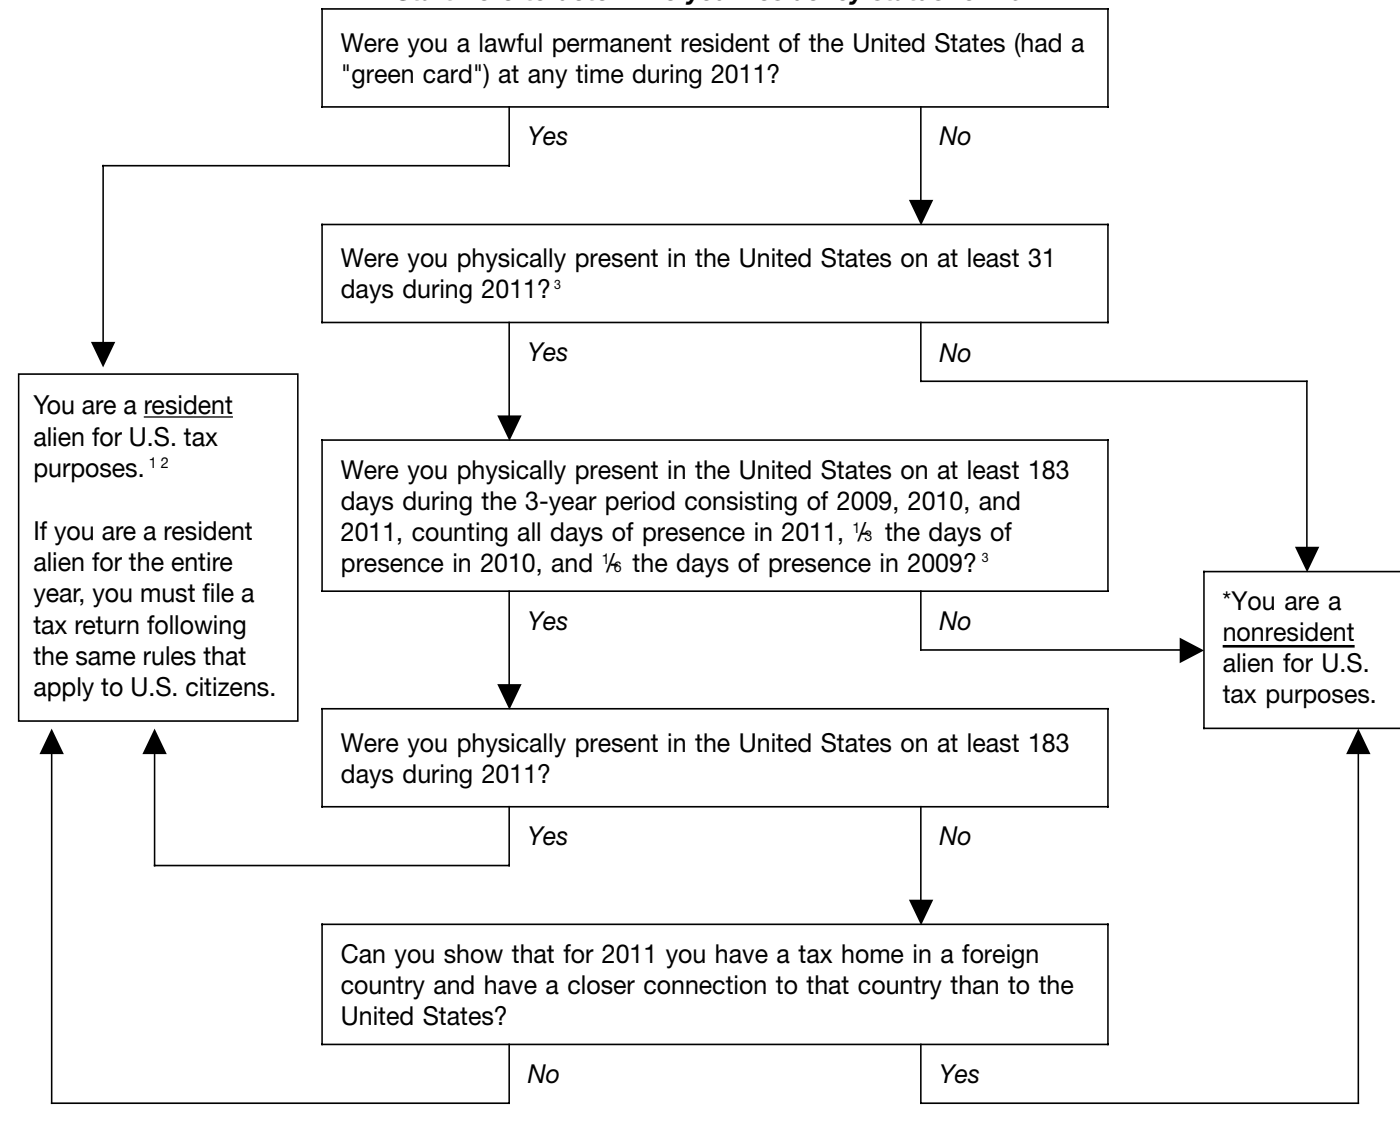 Were you a lawful permanent resident of the United States (had a
"green card") at any time during 2011?
Yes
No
Were you physically present in the United States on at least 31
days during 2011? 3
Yes
No
You are a resident
alien for U.S. tax
purposes. 1 2
If you are a resident
alien for the entire
year, you must file a
tax return following
the same rules that
apply to U.S. citizens.
Were you physically present in the United States on at least 183
days during the 3-year period consisting of 2009, 2010, and
2011, counting all days of presence in 2011, 1/3 the days of
presence in 2010, and 1/6 the days of presence in 2009? 3
Yes
No
*You are a
nonresident
alien for U.S.
tax purposes.
Were you physically present in the United States on at least 183
days during 2011?
Yes
No
Can you show that for 2011 you have a tax home in a foreign
country and have a closer connection to that country than to the
United States?
No
Yes